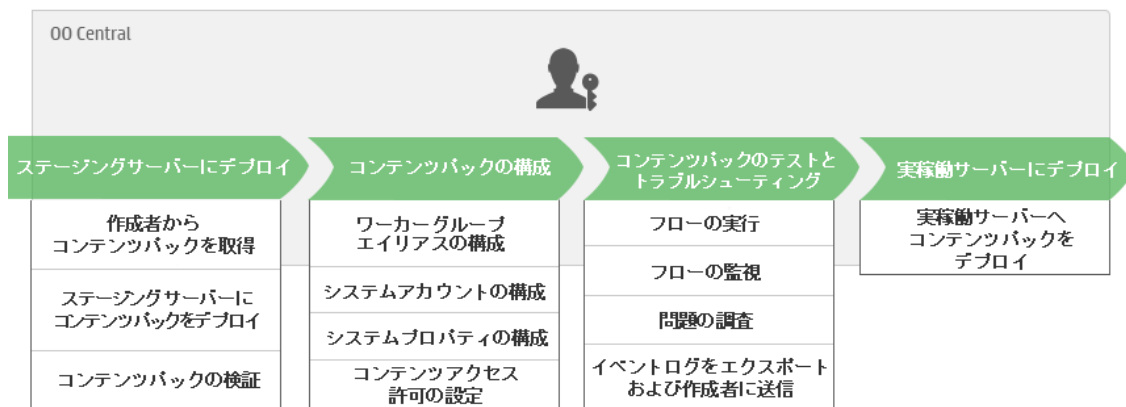 OO Central
ステージングサーバーにデプロイ
コンテンツパックの構成
コンテンツパックのテストと
トラブルシューティング
実稼働サーバーにデプロイ
作成者から
コンテンツパックを取得
ステージングサーバーに
コンテンツパックをデプロイ
コンテンツパックの検証
ワーカーグループ
エイリアスの構成
システムアカウントの構成
システムプロパティの構成
コンテンツアクセス
許可の設定
フローの実行
フローの監視
問題の調査
イベントログをエクスポート
および作成者に送信
実稼働サーバーへ
コンテンツパックを
デプロイ